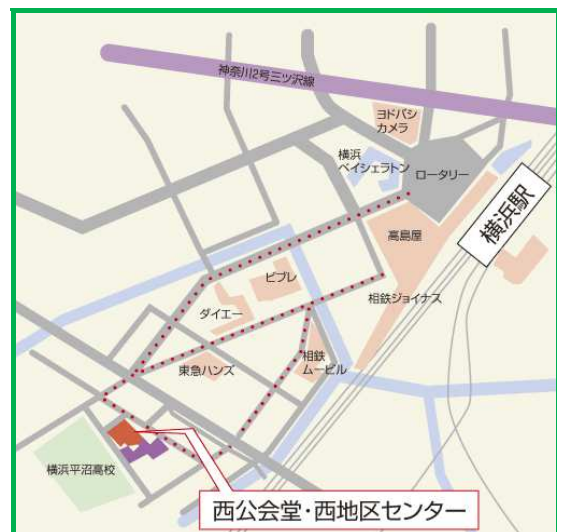 神奈川2号三ツ沢線
ヨドバシ
カメラ
横浜
ベイシェラトン
ロータリー
横浜駅
高島屋
ビブレ
相鉄ジョイナス
ダイエー
東急ハンズ
相鉄
ムービル
横浜平沼高校
西公会堂・西地区センター